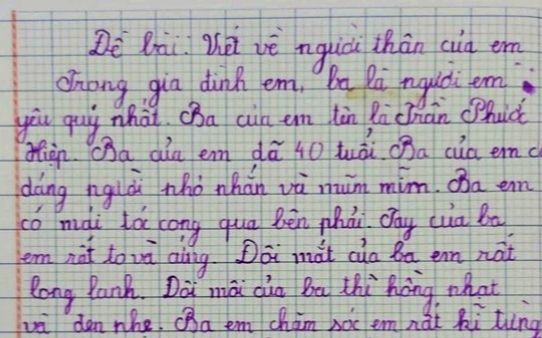 Đề bài: Viết về người thân của em
Trong gia đình em, ba là người em
yêu quý nhất. Ba của em tên là Trần Phước
Hiệp. Ba của em đã 40 tuổi. Ba của em c
dáng người nhỏ nhắn và mũm mĩm. Ba em
có mái tóc cong qua bên phải. Tay của ba
em rất to và cứng. Đôi mắt của ba em rất
long lanh. Đôi môi của ba thì hồng nhạt
và đen nhẹ. Ba em chăm sóc em rất kĩ từng